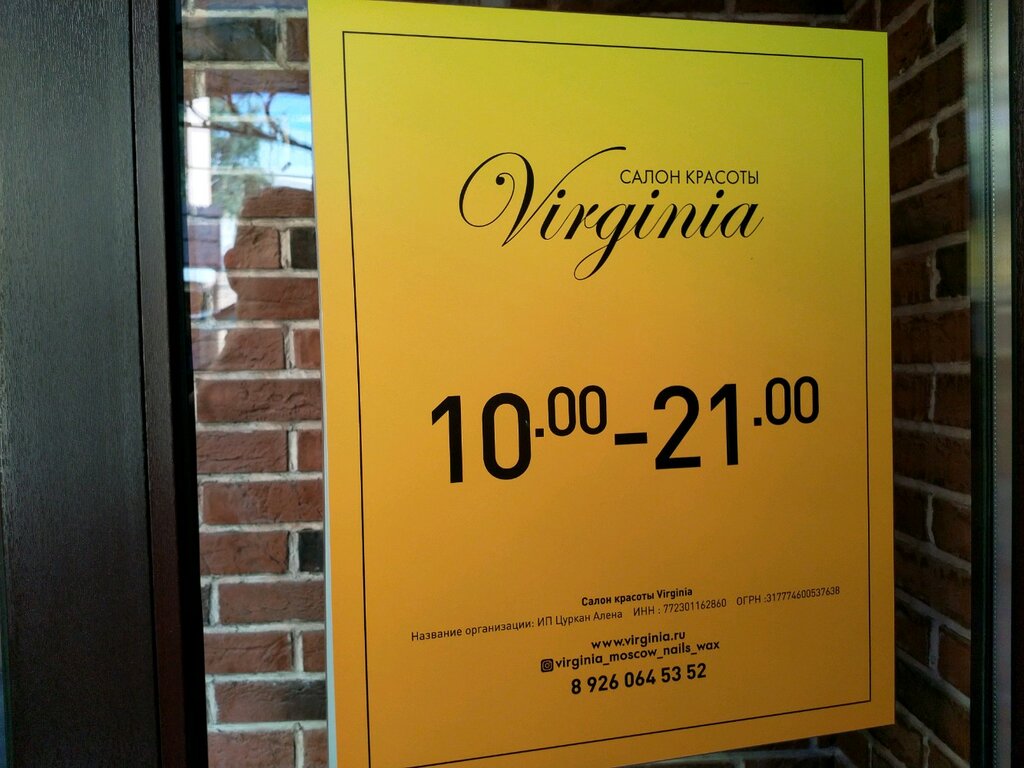 САЛОН КРАСОТЫ
Virginia
10.00-21.00
Салон красоты Virginia
Название организации: ИП Цуркан Алена ИНН : 772301162860 ОГРН :317774600537638
www.virginia.ru
virginia_moscow_nails_wax
8 926 064 53 52